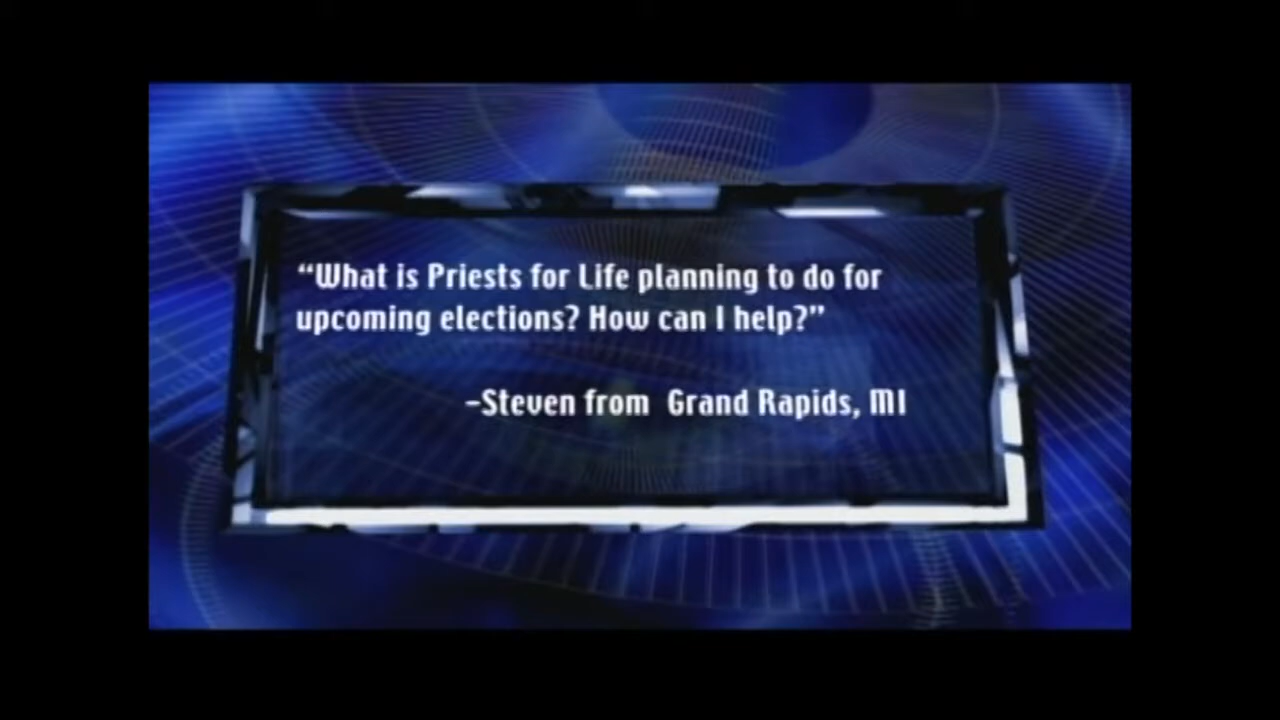 “What is Priests for Life planning to do for
upcoming elections? How can I help?”
-Steven from  Grand Rapids, MI